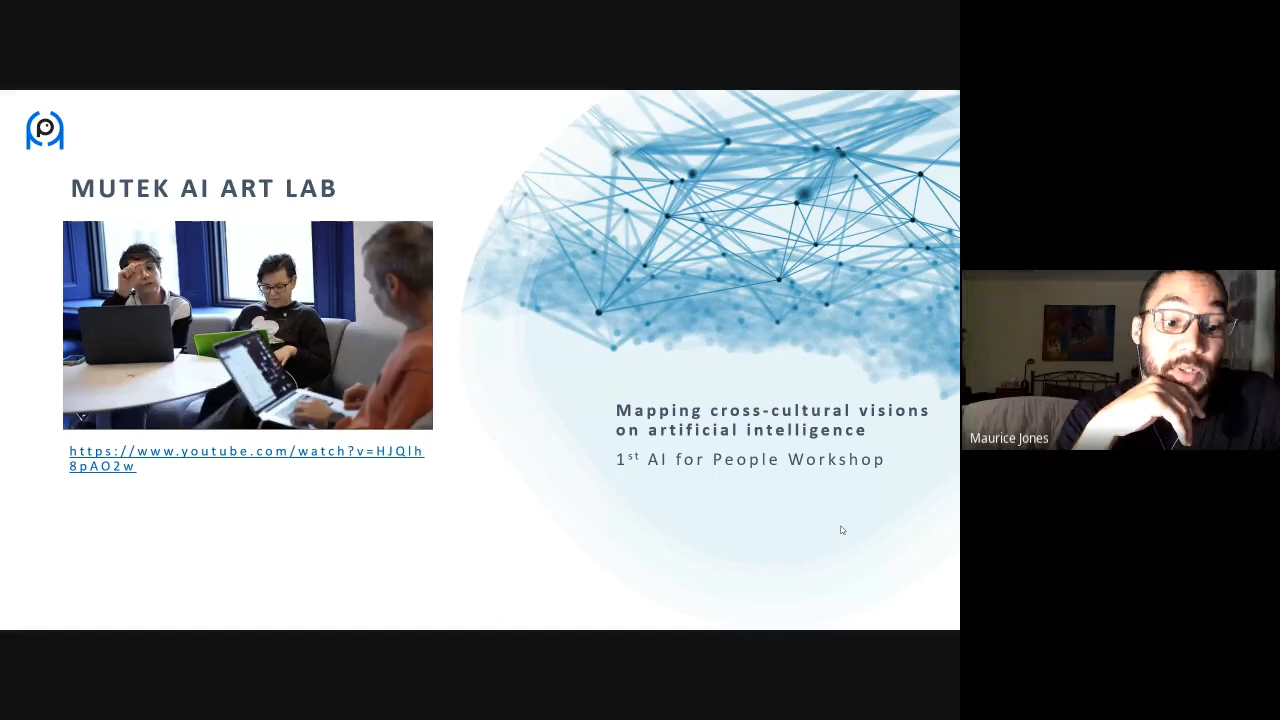 MUTEK AI ART LAB
https://www.youtube.com/watch?v=HJQlh
8pAO2w
Mapping cross-cultural visions
on artificial intelligence
1st AI for People Workshop
Maurice Jones